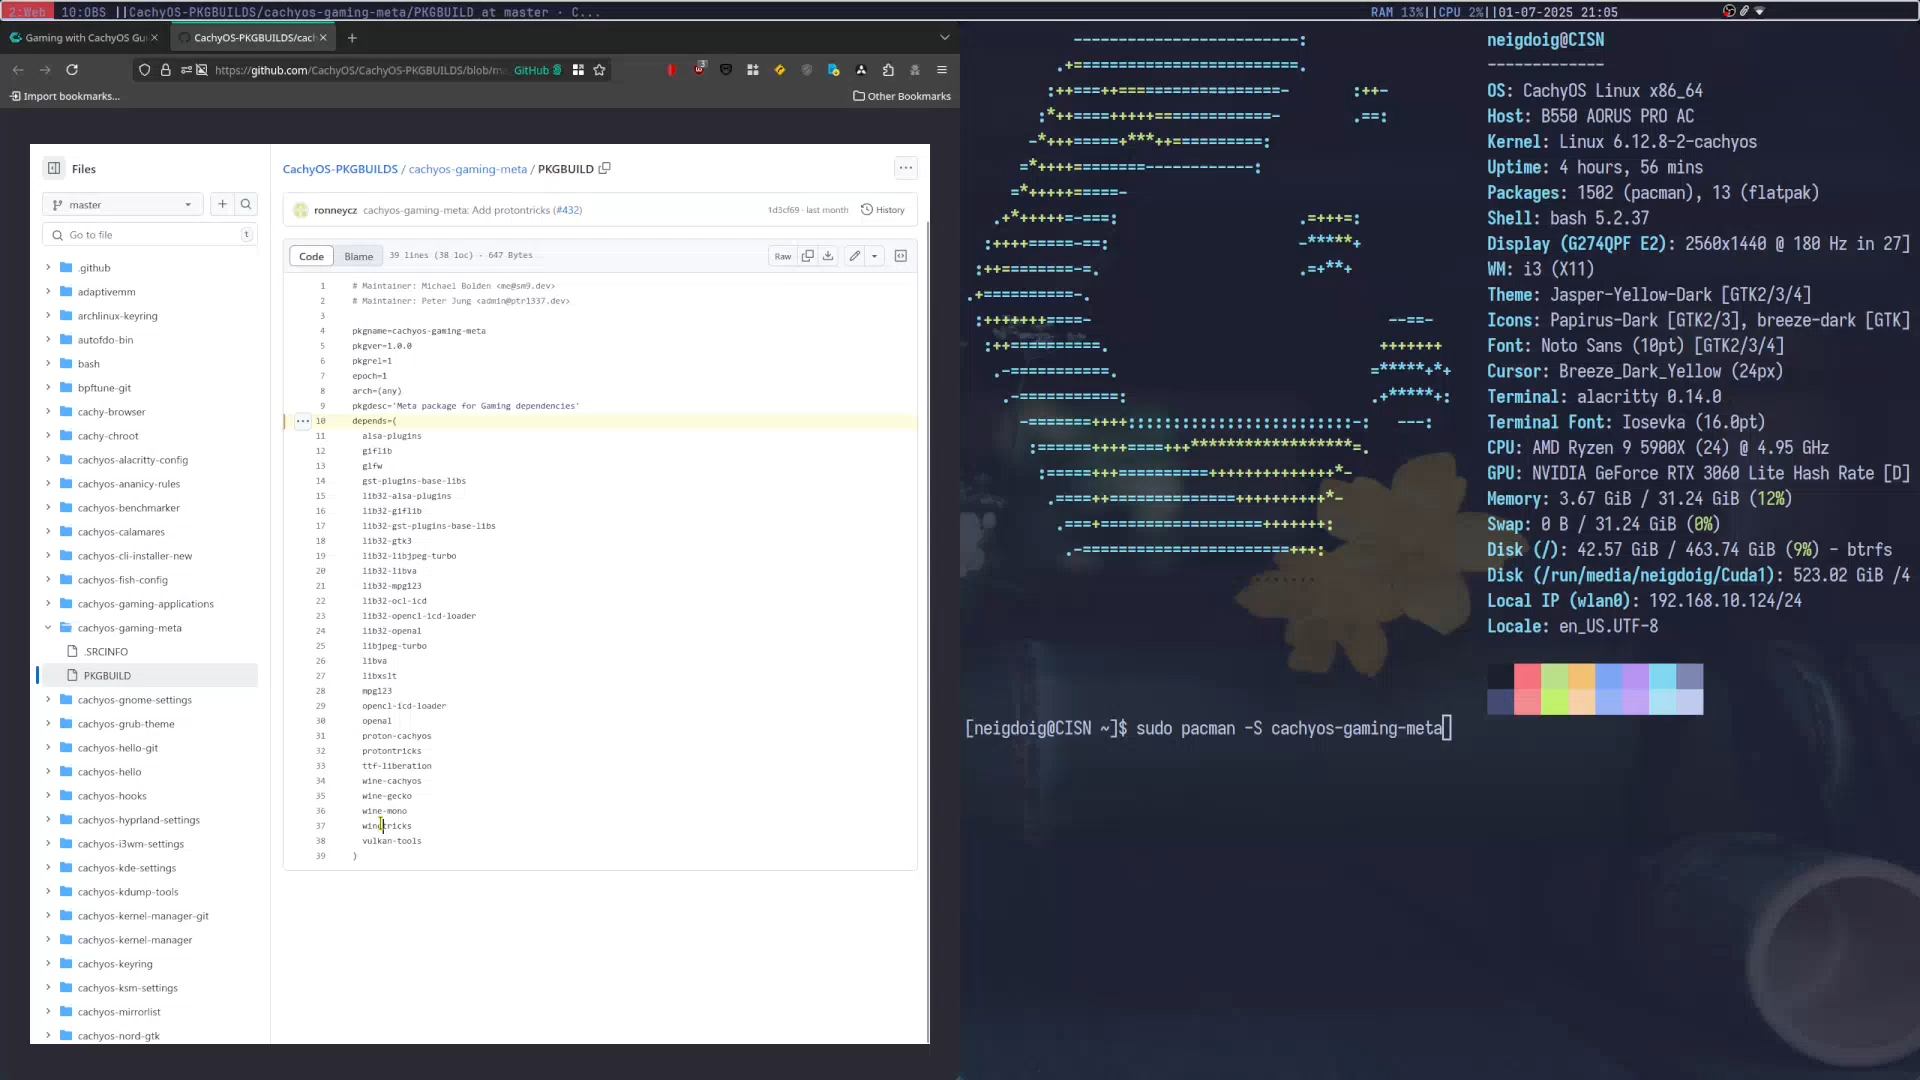 2:Web 10:OBS ||CachyOS-PKGBUILDS/cachyos-gaming-meta/PKGBUILD at master · C...
RAM 13%||CPU 2%||01-07-2025 21:05
Gaming with CachyOS Gu
CachyOS-PKGBUILDS/cach
https://github.com/CachyOS/CachyOS-PKGBUILDS/blob/ma
GitHub
3
Import bookmarks...
Other Bookmarks
Files
master
Go to file
t
.github
adaptivemm
archlinux-keyring
autofdo-bin
bash
bpftune-git
cachy-browser
cachy-chroot
cachyos-alacritty-config
cachyos-ananicy-rules
cachyos-benchmarker
cachyos-calamares
cachyos-cli-installer-new
cachyos-fish-config
cachyos-gaming-applications
cachyos-gaming-meta
.SRCINFO
PKGBUILD
cachyos-gnome-settings
cachyos-grub-theme
cachyos-hello-git
cachyos-hello
cachyos-hooks
cachyos-hyprland-settings
cachyos-i3wm-settings
cachyos-kde-settings
cachyos-kdump-tools
cachyos-kernel-manager-git
cachyos-kernel-manager
cachyos-keyring
cachyos-ksm-settings
cachyos-mirrorlist
cachyos-nord-gtk
CachyOS-PKGBUILDS / cachyos-gaming-meta / PKGBUILD
ronneycz cachyos-gaming-meta: Add protontricks (#432)
1d3cf69 · last month
History
Code
Blame
39 lines (38 loc) · 647 Bytes
Raw
1 # Maintainer: Michael Bolden <me@sm9.dev>
2 # Maintainer: Peter Jung <admin@ptr1337.dev>
3
4 pkgname=cachyos-gaming-meta
5 pkgver=1.0.0
6 pkgrel=1
7 epoch=1
8 arch=(any)
9 pkgdesc='Meta package for Gaming dependencies'
10 depends=(
11 alsa-plugins
12 giflib
13 glfw
14 gst-plugins-base-libs
15 lib32-alsa-plugins
16 lib32-giflib
17 lib32-gst-plugins-base-libs
18 lib32-gtk3
19 lib32-libjpeg-turbo
20 lib32-libva
21 lib32-mpg123
22 lib32-ocl-icd
23 lib32-opencl-icd-loader
24 lib32-openal
25 libjpeg-turbo
26 libva
27 libxslt
28 mpg123
29 opencl-icd-loader
30 openal
31 proton-cachyos
32 protontricks
33 ttf-liberation
34 wine-cachyos
35 wine-gecko
36 wine-mono
37 winetricks
38 vulkan-tools
39 )
neigdoig@CISN
-------------
OS: CachyOS Linux x86_64
Host: B550 AORUS PRO AC
Kernel: Linux 6.12.8-2-cachyos
Uptime: 4 hours, 56 mins
Packages: 1502 (pacman), 13 (flatpak)
Shell: bash 5.2.37
Display (G274QPF E2): 2560x1440 @ 180 Hz in 27]
WM: i3 (X11)
Theme: Jasper-Yellow-Dark [GTK2/3/4]
Icons: Papirus-Dark [GTK2/3], breeze-dark [GTK]
Font: Noto Sans (10pt) [GTK2/3/4]
Cursor: Breeze_Dark_Yellow (24px)
Terminal: alacritty 0.14.0
Terminal Font: Iosevka (16.0pt)
CPU: AMD Ryzen 9 5900X (24) @ 4.95 GHz
GPU: NVIDIA GeForce RTX 3060 Lite Hash Rate [D]
Memory: 3.67 GiB / 31.24 GiB (12%)
Swap: 0 B / 31.24 GiB (0%)
Disk (/): 42.57 GiB / 463.74 GiB (9%) - btrfs
Disk (/run/media/neigdoig/Cuda1): 523.02 GiB /4
Local IP (wlan0): 192.168.10.124/24
Locale: en_US.UTF-8
[neigdoig@CISN ~]$ sudo pacman -S cachyos-gaming-meta